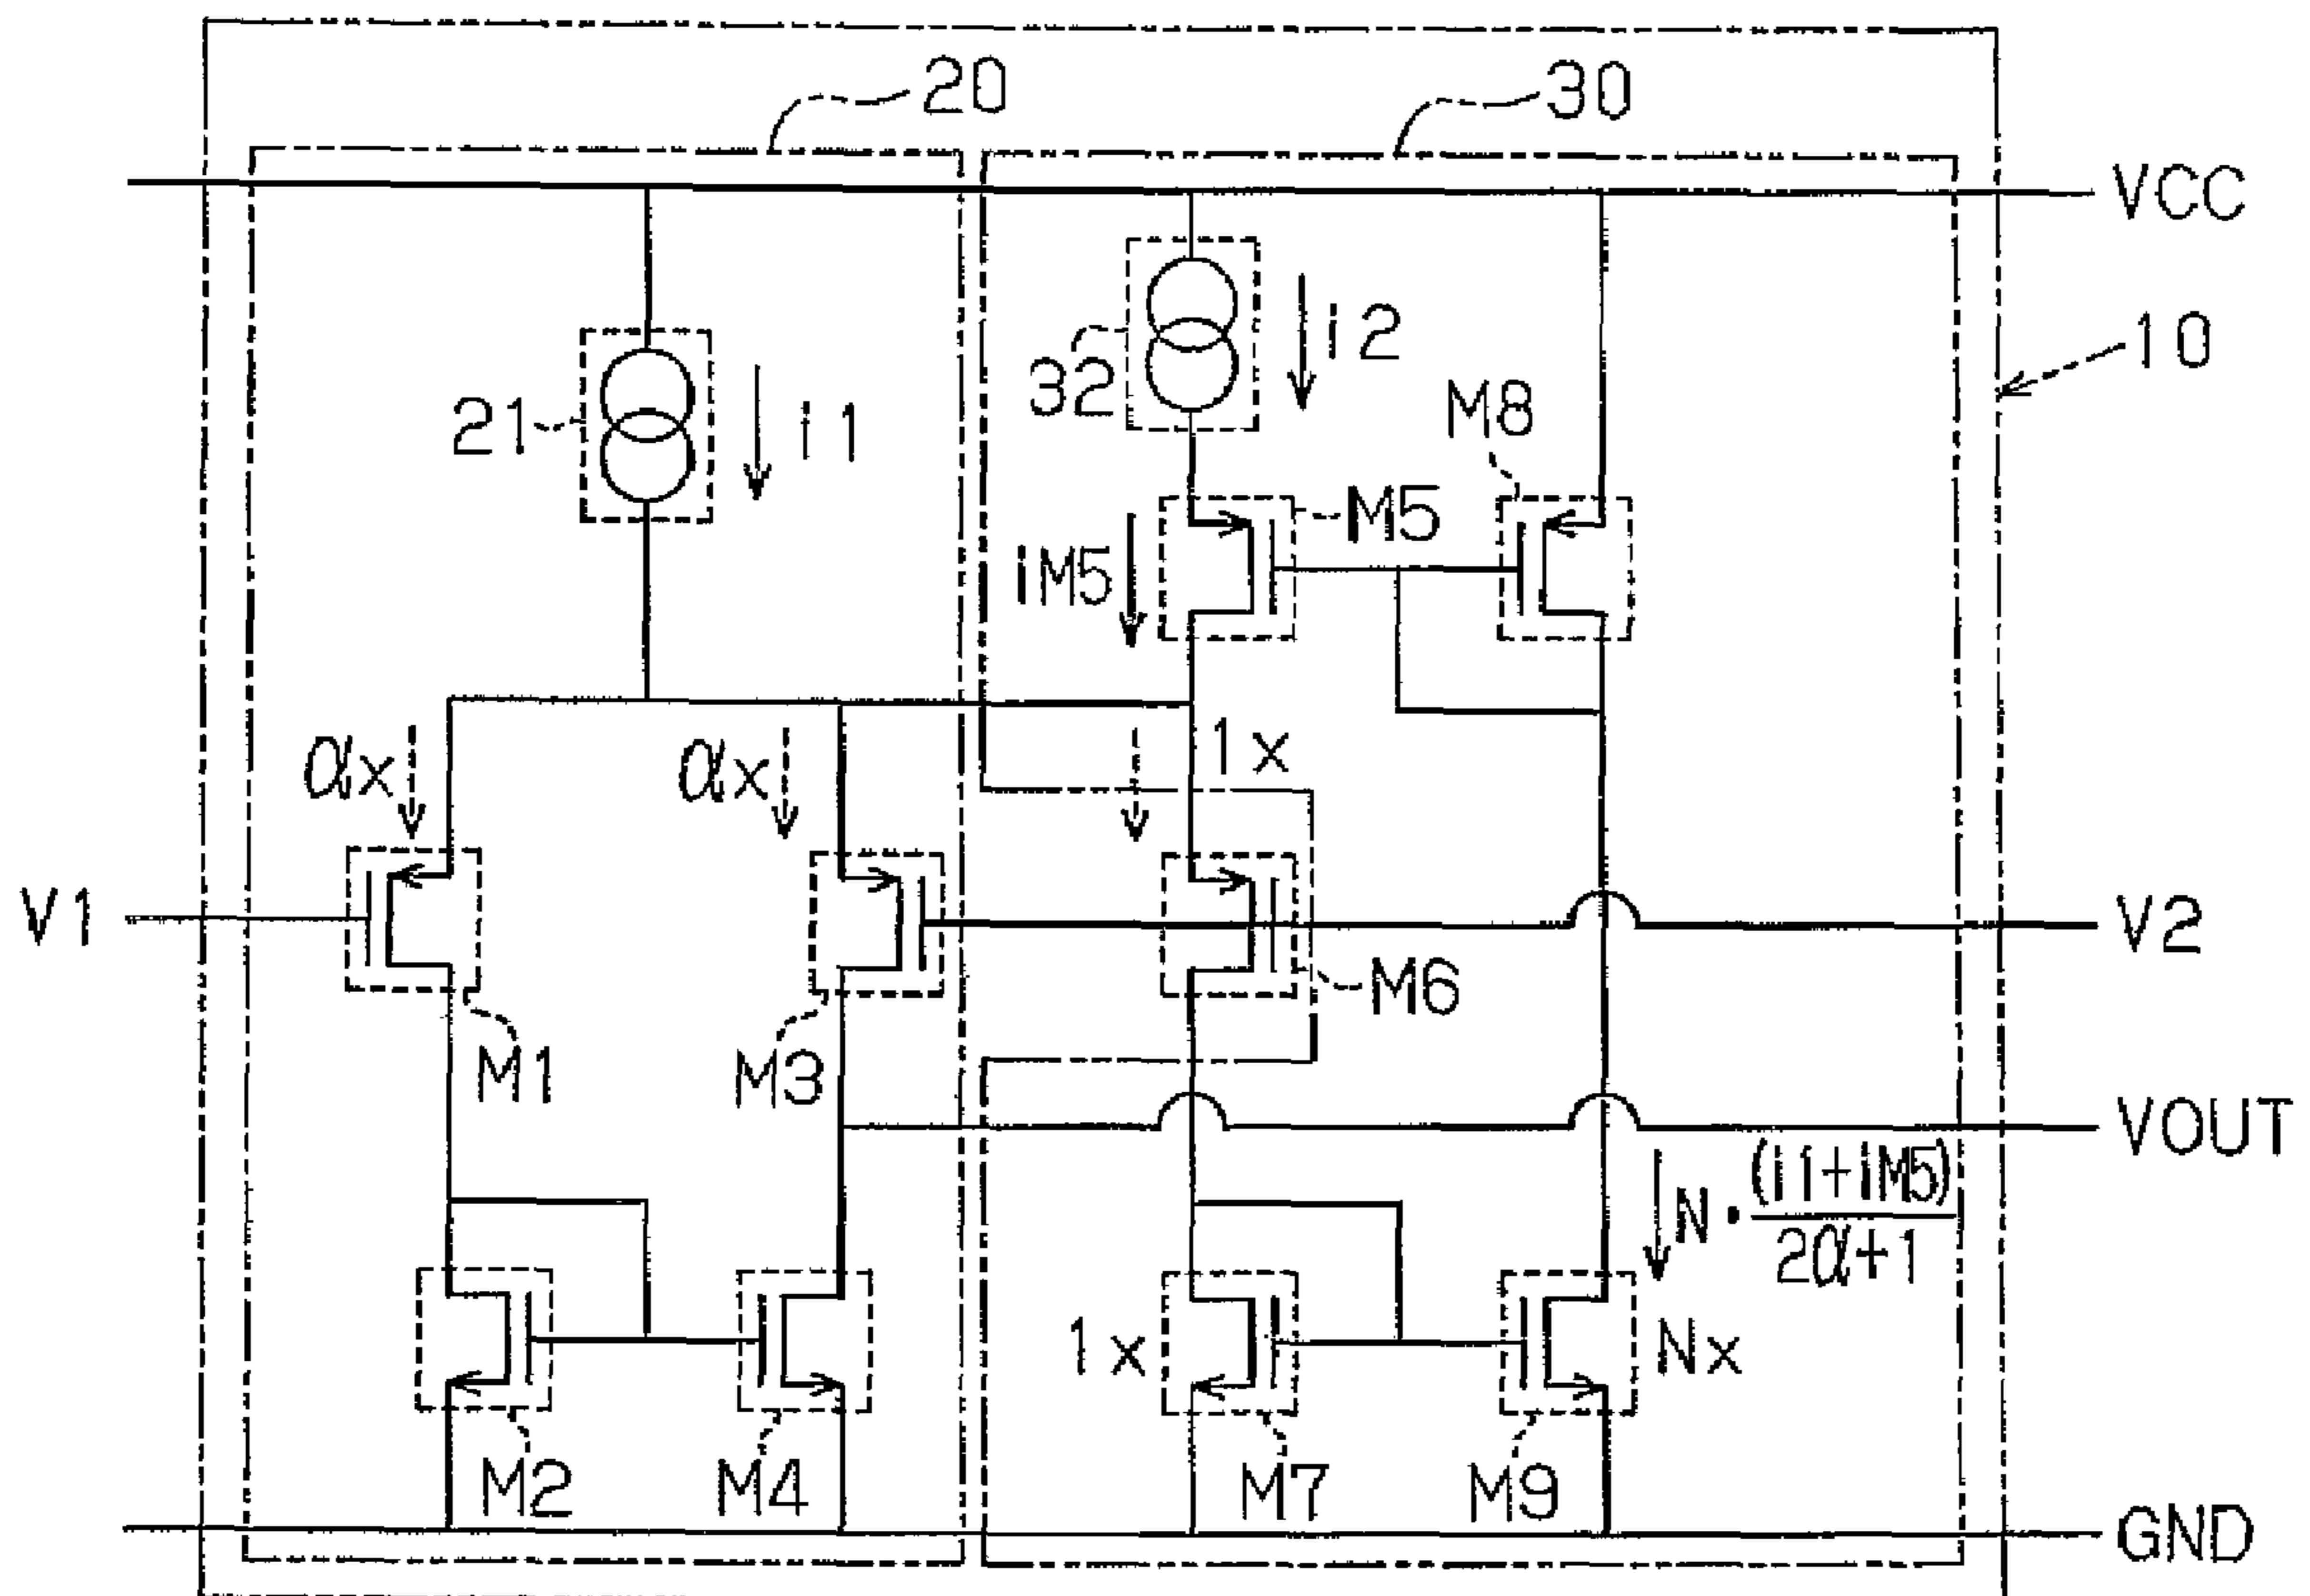 20
30
VCC
i2
10
32
M8
21
i1
M5
iM5
αx
αx
1x
V1
V2
M6
M1
M3
VOUT
N·(i1+iM5)/2α+1
1x
Nx
M2
M4
M7
M9
GND